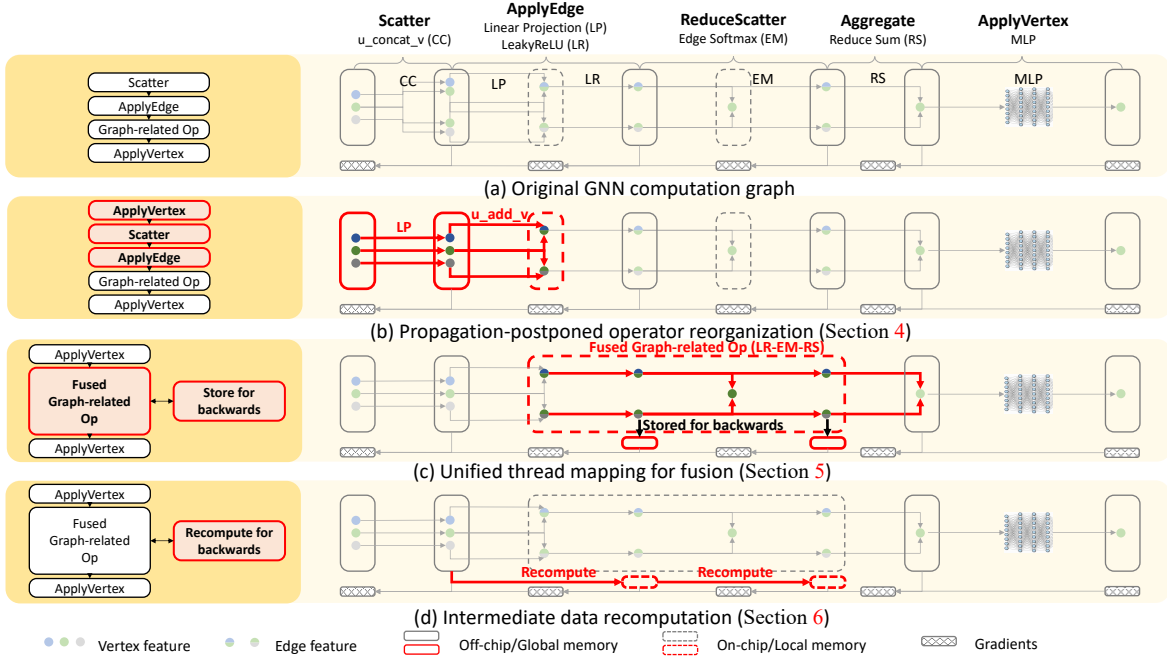 Scatter
u_concat_v (CC)
ApplyEdge
Linear Projection (LP)
LeakyReLU (LR)
ReduceScatter
Edge Softmax (EM)
Aggregate
Reduce Sum (RS)
ApplyVertex
MLP
Scatter
ApplyEdge
Graph-related Op
ApplyVertex
CC
LP
LR
EM
RS
MLP
(a) Original GNN computation graph
ApplyVertex
Scatter
ApplyEdge
Graph-related Op
ApplyVertex
LP
u_add_v
(b) Propagation-postponed operator reorganization (Section 4)
ApplyVertex
Fused
Graph-related
Op
ApplyVertex
Store for
backwards
Fused Graph-related Op (LR-EM-RS)
Stored for backwards
(c) Unified thread mapping for fusion (Section 5)
ApplyVertex
Fused
Graph-related
Op
ApplyVertex
Recompute for
backwards
Recompute
Recompute
(d) Intermediate data recomputation (Section 6)
Vertex feature
Edge feature
Off-chip/Global memory
On-chip/Local memory
Gradients